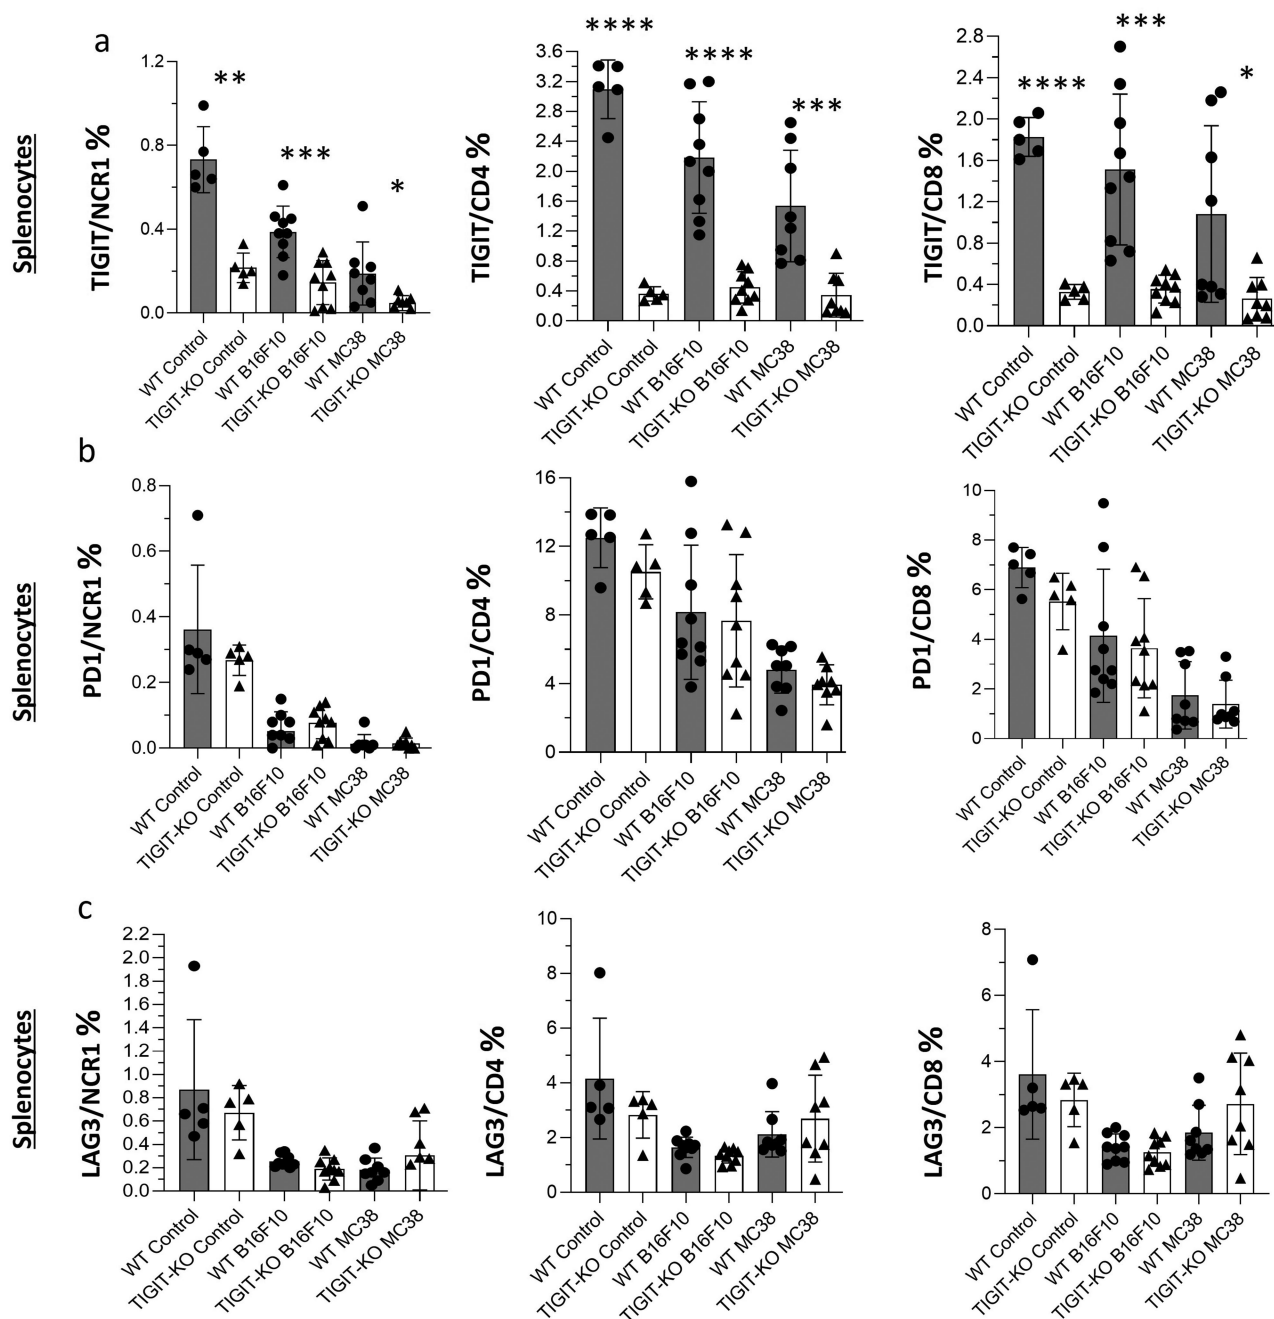 a
Splenocytes
TIGIT/NCR1 %
1.2
0.8
0.4
0.0
**
***
*
WT Control
TIGIT-KO Control
WT B16F10
TIGIT-KO B16F10
WT MC38
TIGIT-KO MC38
TIGIT/CD4 %
3.6
3.2
2.8
2.4
2.0
1.6
1.2
0.8
0.4
0.0
****
****
***
WT Control
TIGIT-KO Control
WT B16F10
TIGIT-KO B16F10
WT MC38
TIGIT-KO MC38
TIGIT/CD8 %
2.8
2.4
2.0
1.6
1.2
0.8
0.4
0.0
****
***
*
WT Control
TIGIT-KO Control
WT B16F10
TIGIT-KO B16F10
WT MC38
TIGIT-KO MC38
b
Splenocytes
PD1/NCR1 %
0.8
0.6
0.4
0.2
0.0
WT Control
TIGIT-KO Control
WT B16F10
TIGIT-KO B16F10
WT MC38
TIGIT-KO MC38
PD1/CD4 %
16
12
8
4
0
WT Control
TIGIT-KO Control
WT B16F10
TIGIT-KO B16F10
WT MC38
TIGIT-KO MC38
PD1/CD8 %
10
8
6
4
2
0
WT Control
TIGIT-KO Control
WT B16F10
TIGIT-KO B16F10
WT MC38
TIGIT-KO MC38
c
Splenocytes
LAG3/NCR1 %
2.2
2.0
1.8
1.6
1.4
1.2
1.0
0.8
0.6
0.4
0.2
0.0
WT Control
TIGIT-KO Control
WT B16F10
TIGIT-KO B16F10
WT MC38
TIGIT-KO MC38
LAG3/CD4 %
10
8
6
4
2
0
WT Control
TIGIT-KO Control
WT B16F10
TIGIT-KO B16F10
WT MC38
TIGIT-KO MC38
LAG3/CD8 %
8
6
4
2
0
WT Control
TIGIT-KO Control
WT B16F10
TIGIT-KO B16F10
WT MC38
TIGIT-KO MC38